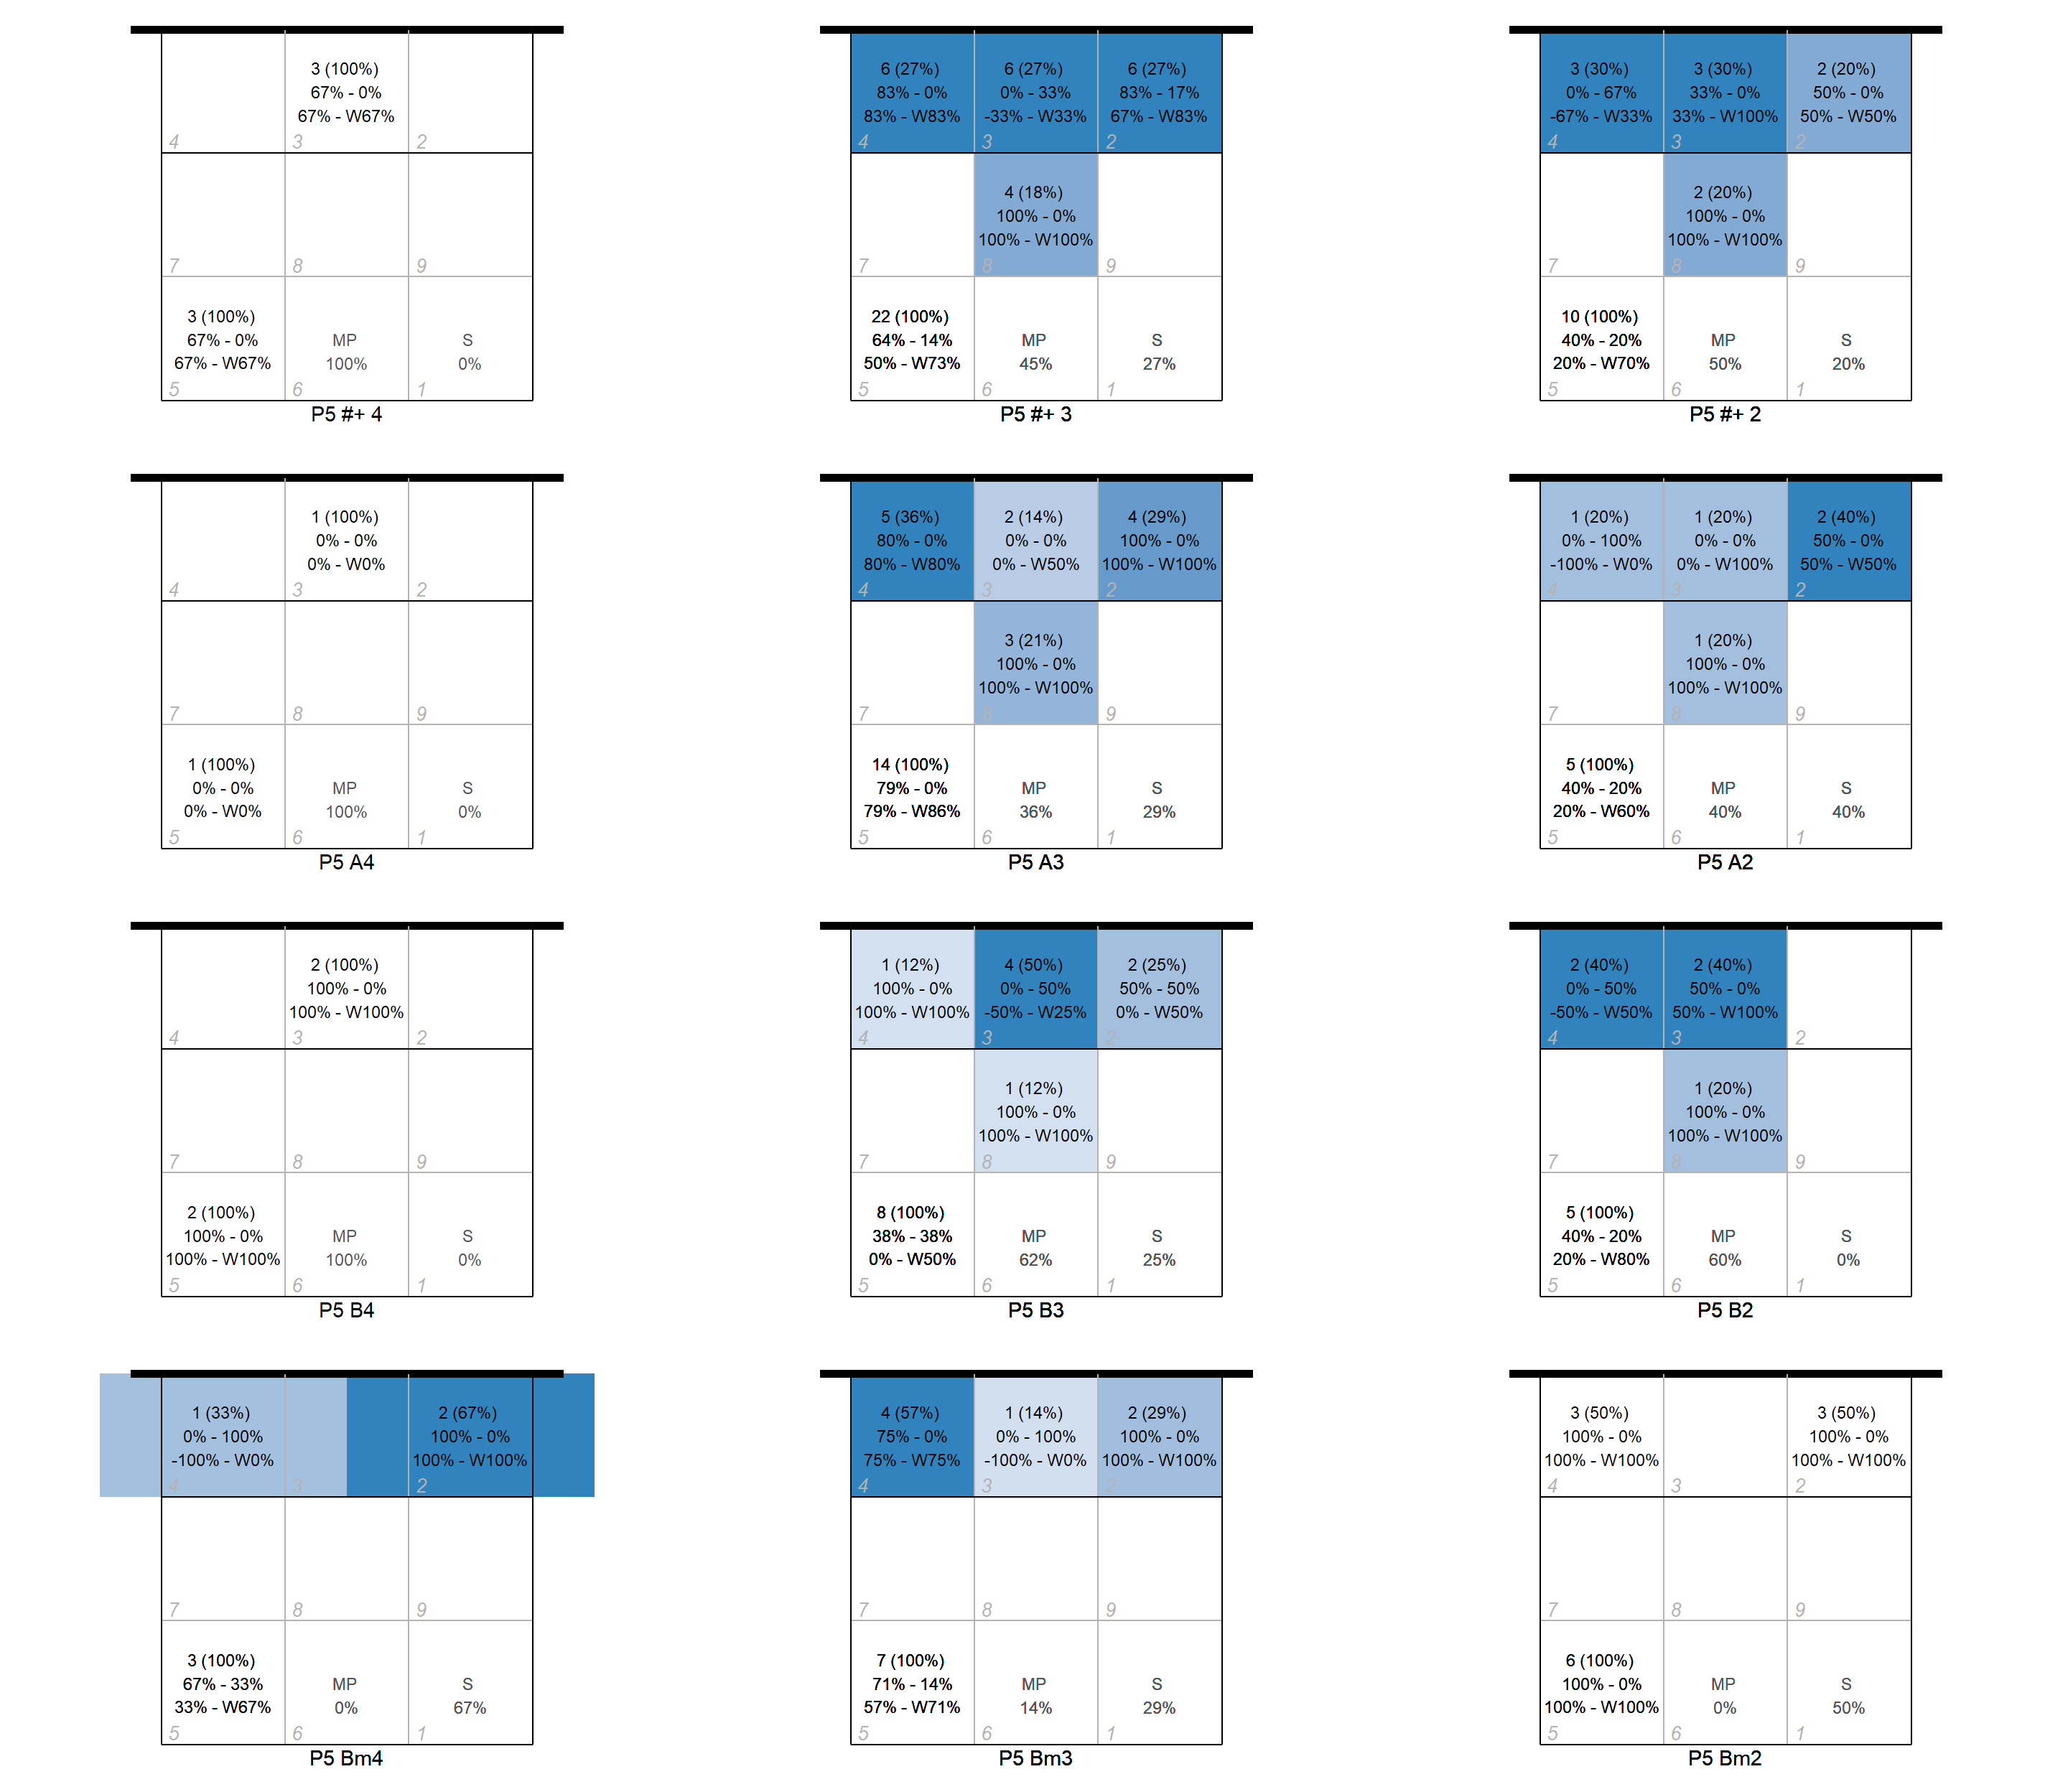 3 (100%)
67% - 0%
67% - W67%
4
3
2
7
8
9
3 (100%)
67% - 0%
67% - W67%
MP
100%
S
0%
5
6
1
P5 #+ 4
6 (27%)
83% - 0%
83% - W83%
6 (27%)
0% - 33%
-33% - W33%
6 (27%)
83% - 17%
67% - W83%
4
3
2
4 (18%)
100% - 0%
100% - W100%
7
8
9
22 (100%)
64% - 14%
50% - W73%
MP
45%
S
27%
5
6
1
P5 #+ 3
3 (30%)
0% - 67%
-67% - W33%
3 (30%)
33% - 0%
33% - W100%
2 (20%)
50% - 0%
50% - W50%
4
3
2
2 (20%)
100% - 0%
100% - W100%
7
8
9
10 (100%)
40% - 20%
20% - W70%
MP
50%
S
20%
5
6
1
P5 #+ 2
1 (100%)
0% - 0%
0% - W0%
4
3
2
7
8
9
1 (100%)
0% - 0%
0% - W0%
MP
100%
S
0%
5
6
1
P5 A4
5 (36%)
80% - 0%
80% - W80%
2 (14%)
0% - 0%
0% - W50%
4 (29%)
100% - 0%
100% - W100%
4
3
2
3 (21%)
100% - 0%
100% - W100%
7
8
9
14 (100%)
79% - 0%
79% - W86%
MP
36%
S
29%
5
6
1
P5 A3
1 (20%)
0% - 100%
-100% - W0%
1 (20%)
0% - 0%
0% - W100%
2 (40%)
50% - 0%
50% - W50%
4
3
2
1 (20%)
100% - 0%
100% - W100%
7
8
9
5 (100%)
40% - 20%
20% - W60%
MP
40%
S
40%
5
6
1
P5 A2
2 (100%)
100% - 0%
100% - W100%
4
3
2
7
8
9
2 (100%)
100% - 0%
100% - W100%
MP
100%
S
0%
5
6
1
P5 B4
1 (12%)
100% - 0%
100% - W100%
4 (50%)
0% - 50%
-50% - W25%
2 (25%)
50% - 50%
0% - W50%
4
3
2
1 (12%)
100% - 0%
100% - W100%
7
8
9
8 (100%)
38% - 38%
0% - W50%
MP
62%
S
25%
5
6
1
P5 B3
2 (40%)
0% - 50%
-50% - W50%
2 (40%)
50% - 0%
50% - W100%
4
3
2
1 (20%)
100% - 0%
100% - W100%
7
8
9
5 (100%)
40% - 20%
20% - W80%
MP
60%
S
0%
5
6
1
P5 B2
1 (33%)
0% - 100%
-100% - W0%
2 (67%)
100% - 0%
100% - W100%
4
3
2
7
8
9
3 (100%)
67% - 33%
33% - W67%
MP
0%
S
67%
5
6
1
P5 Bm4
4 (57%)
75% - 0%
75% - W75%
1 (14%)
0% - 100%
-100% - W0%
2 (29%)
100% - 0%
100% - W100%
4
3
2
7
8
9
7 (100%)
71% - 14%
57% - W71%
MP
14%
S
29%
5
6
1
P5 Bm3
3 (50%)
100% - 0%
100% - W100%
3 (50%)
100% - 0%
100% - W100%
4
3
2
7
8
9
6 (100%)
100% - 0%
100% - W100%
MP
0%
S
50%
5
6
1
P5 Bm2